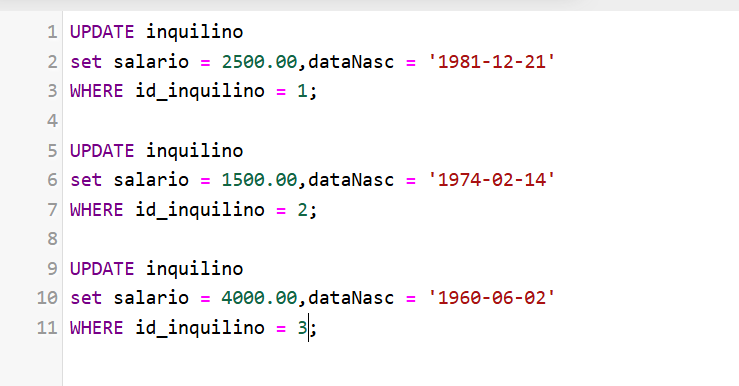 1 UPDATE inquilino
2 set salario = 2500.00,dataNasc = '1981-12-21'
3 WHERE id_inquilino = 1;
4
5 UPDATE inquilino
6 set salario = 1500.00,dataNasc = '1974-02-14'
7 WHERE id_inquilino = 2;
8
9 UPDATE inquilino
10 set salario = 4000.00,dataNasc = '1960-06-02'
11 WHERE id_inquilino = 3;